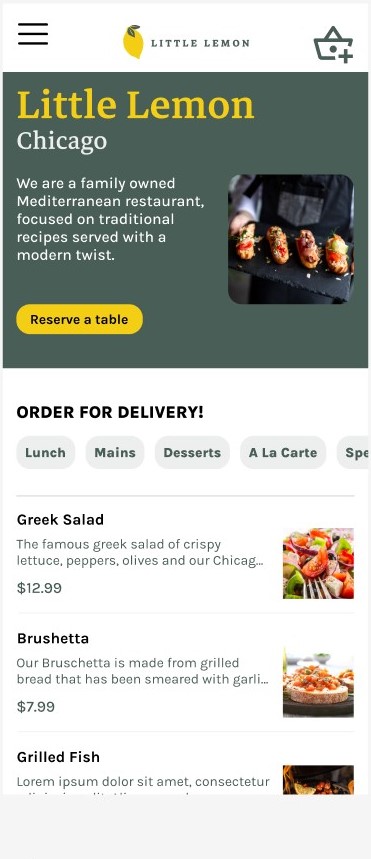 LITTLE LEMON
Little Lemon
Chicago
We are a family owned
Mediterranean restaurant,
focused on traditional
recipes served with a
modern twist.
Reserve a table
ORDER FOR DELIVERY!
Lunch Mains Desserts A La Carte Spe
Greek Salad
The famous greek salad of crispy
lettuce, peppers, olives and our Chicag...
$12.99
Brushetta
Our Bruschetta is made from grilled
bread that has been smeared with garli...
$7.99
Grilled Fish
Lorem ipsum dolor sit amet, consectetur